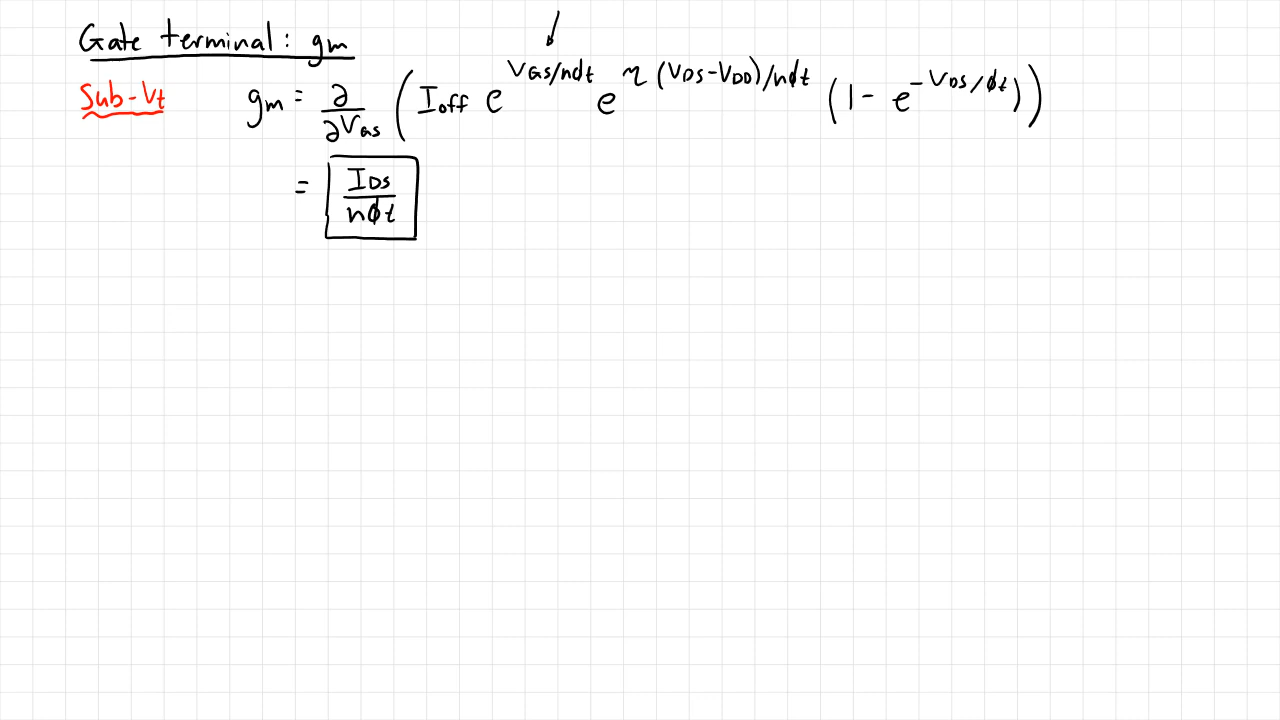 Gate terminal: gm
Sub-Vt gm = ∂/∂VGS ( Ioff e^(VGS/nϕt) e^(η(VDS-VDD)/nϕt) (1 - e^(-VDS/ϕt)) )
= IDS/nϕt